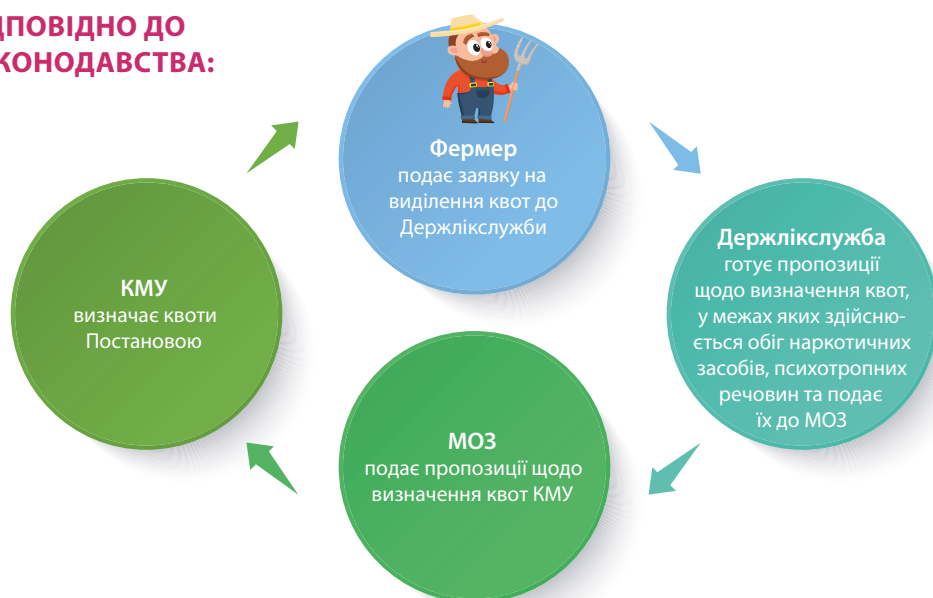 ДПОВІДНО ДО
КОНОДАВСТВА:
Фермер
подає заявку на
виділення квот до
Держлікслужби
Держлікслужба
готує пропозиції
щодо визначення квот,
у межах яких здійсню-
ється обіг наркотичних
засобів, психотропних
речовин та подає
їх до МОЗ
МОЗ
подає пропозиції щодо
визначення квот КМУ
КМУ
визначає квоти
Постановою